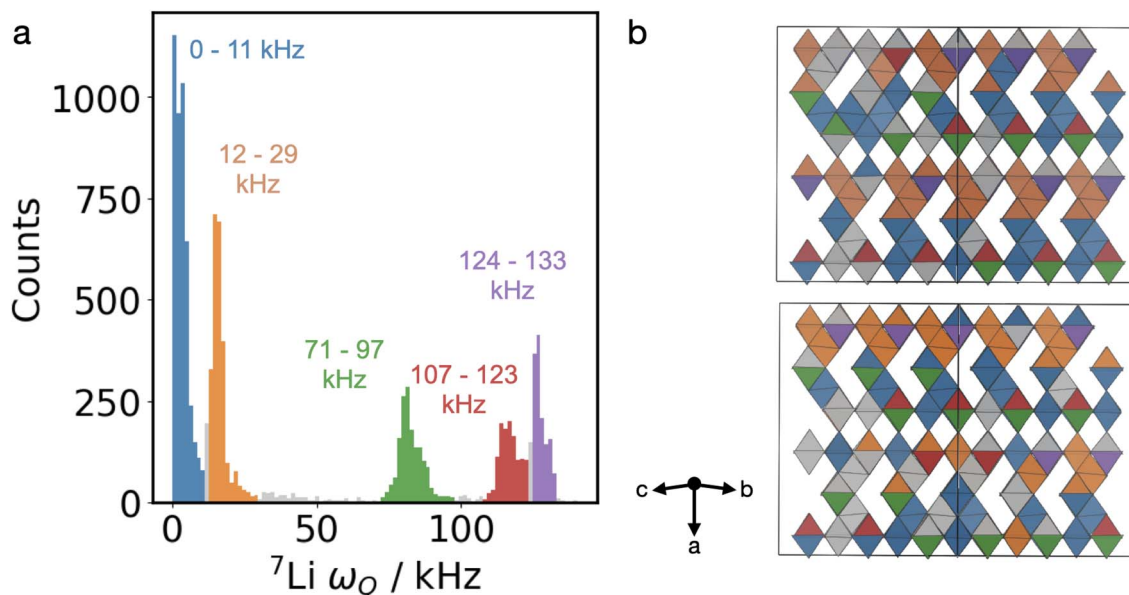 a
b
0 - 11 kHz
1000
12 - 29
kHz
750
Counts
124 - 133
kHz
500
71 - 97
kHz
107 - 123
kHz
250
0
0
50
100
⁷Li ω_O / kHz
c
b
a